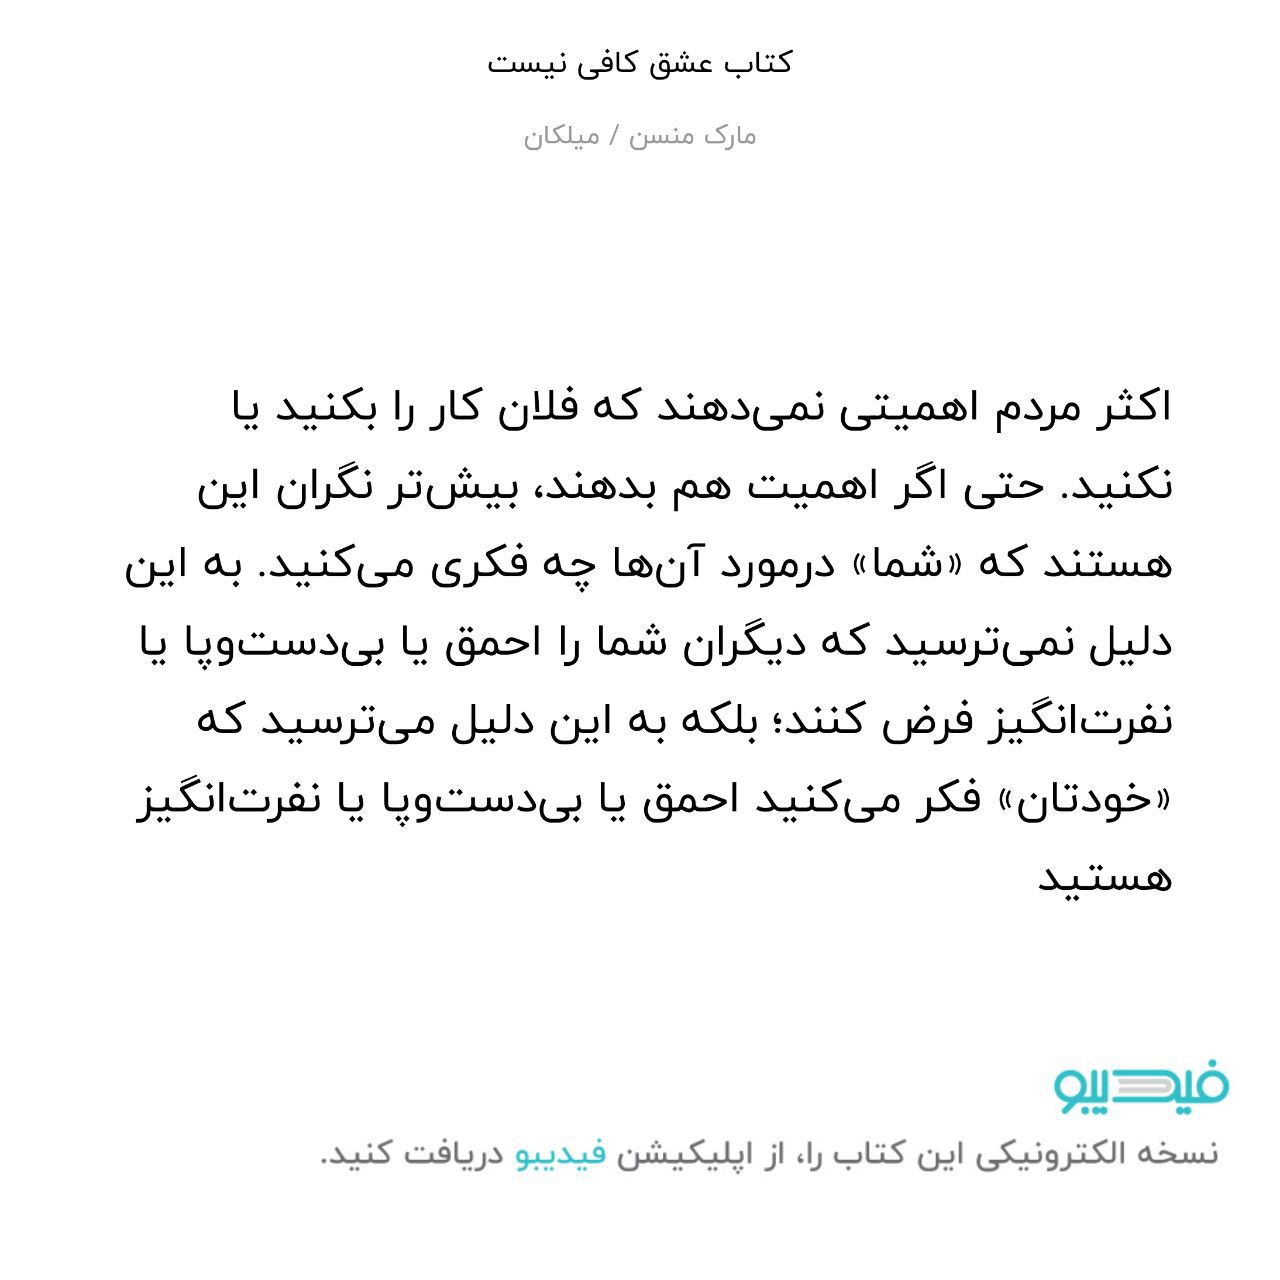 کتاب عشق کافی نیست
مارک منسن / میلکان
اکثر مردم اهمیتی نمی‌دهند که فلان کار را بکنید یا
نکنید. حتی اگر اهمیت هم بدهند، بیش‌تر نگران این
هستند که «شما» درمورد آن‌ها چه فکری می‌کنید. به این
دلیل نمی‌ترسید که دیگران شما را احمق یا بی‌دست‌وپا یا
نفرت‌انگیز فرض کنند؛ بلکه به این دلیل می‌ترسید که
«خودتان» فکر می‌کنید احمق یا بی‌دست‌وپا یا نفرت‌انگیز
هستید
فیدیبو
نسخه الکترونیکی این کتاب را، از اپلیکیشن فیدیبو دریافت کنید.